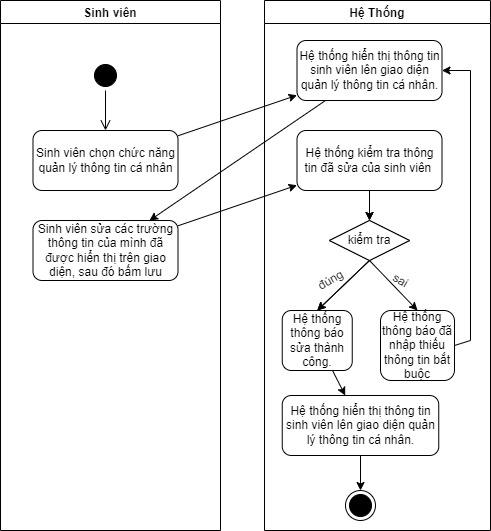 Sinh viên
Hệ Thống
Hệ thống hiển thị thông tin
sinh viên lên giao diện
quản lý thông tin cá nhân.
Sinh viên chọn chức năng
quản lý thông tin cá nhân
Hệ thống kiểm tra thông
tin đã sửa của sinh viên
Sinh viên sửa các trường
thông tin của mình đã
được hiển thị trên giao
diện, sau đó bấm lưu
kiểm tra
đúng
sai
Hệ thống
thông báo
sửa thành
công.
Hệ thống
thông báo đã
nhập thiếu
thông tin bắt
buộc
Hệ thống hiển thị thông tin
sinh viên lên giao diện quản
lý thông tin cá nhân.